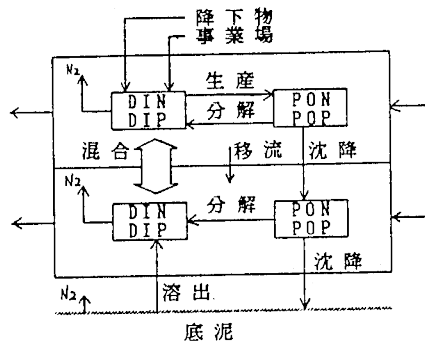 降下物
事業場
N2
生産
DIN
DIP
分解
PON
POP
混合
移流
沈降
N2
分解
DIN
DIP
PON
POP
沈降
N2
溶出
底泥